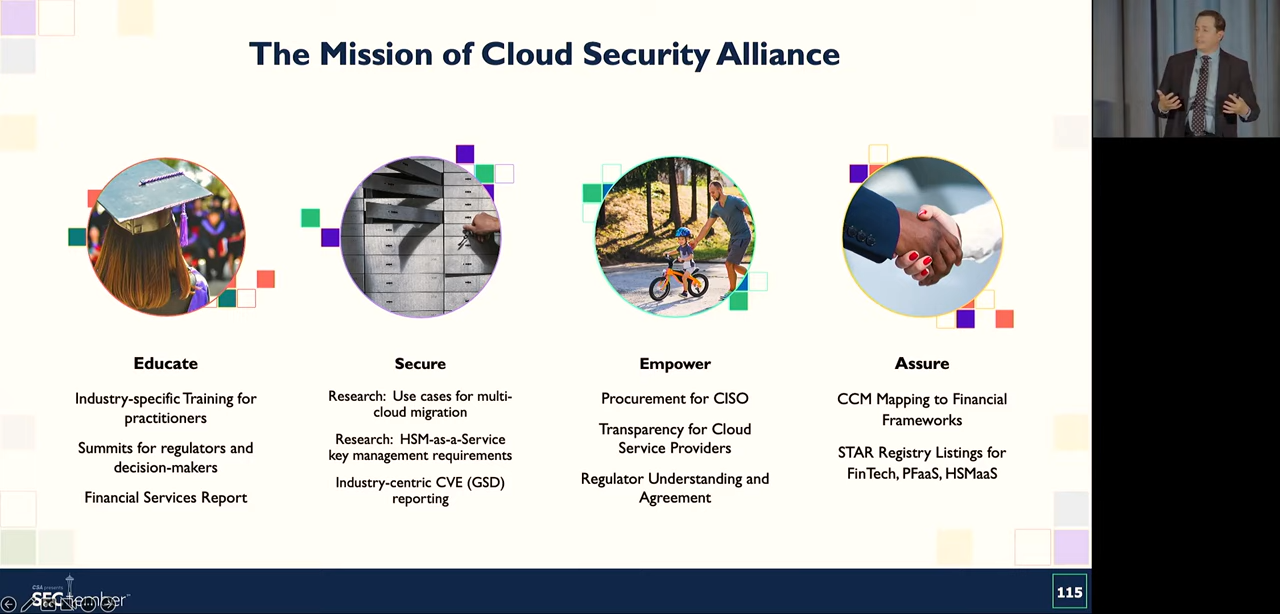 The Mission of Cloud Security Alliance
Educate
Industry-specific Training for
practitioners
Summits for regulators and
decision-makers
Financial Services Report
Secure
Research: Use cases for multi-
cloud migration
Research: HSM-as-a-Service
key management requirements
Industry-centric CVE (GSD)
reporting
Empower
Procurement for CISO
Transparency for Cloud
Service Providers
Regulator Understanding and
Agreement
Assure
CCM Mapping to Financial
Frameworks
STAR Registry Listings for
FinTech, PFaaS, HSMaaS
CSA presents
SECtember
115